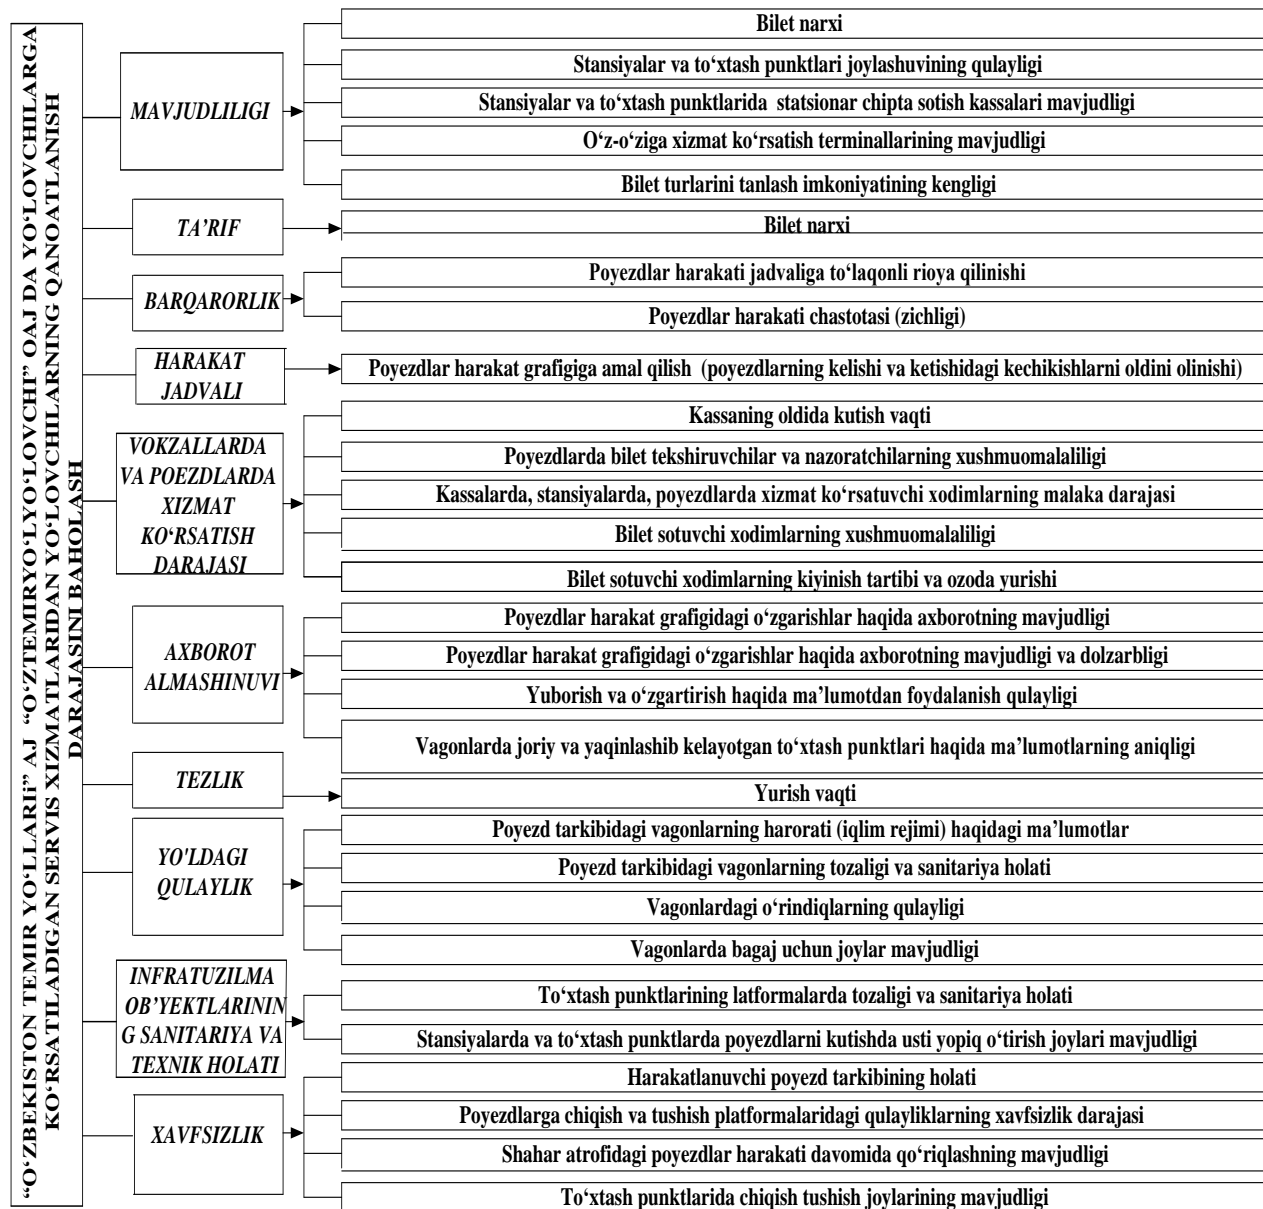 “O‘ZBEKISTON TEMIR YO‘LLARi” AJ “O‘ZTEMIRYO‘LYO‘LOVCHI” OAJ DA YO‘LOVCHILARGA
KO‘RSATILADIGAN SERVIS XIZMATLARIDAN YO‘LOVCHILARNING QANOATLANISH
DARAJASINI BAHOLASH
MAVJUDLILIGI
Bilet narxi
Stansiyalar va to‘xtash punktlari joylashuvining qulayligi
Stansiyalar va to‘xtash punktlarida statsionar chipta sotish kassalari mavjudligi
O‘z-o‘ziga xizmat ko‘rsatish terminallarining mavjudligi
Bilet turlarini tanlash imkoniyatining kengligi
TA’RIF
Bilet narxi
BARQARORLIK
Poyezdlar harakati jadvaliga to‘laqonli rioya qilinishi
Poyezdlar harakati chastotasi (zichligi)
HARAKAT
JADVALI
Poyezdlar harakat grafigiga amal qilish (poyezdlarning kelishi va ketishidagi kechikishlarni oldini olinishi)
VOKZALLARDA
VA POEZDLARDA
XIZMAT
KO‘RSATISH
DARAJASI
Kassaning oldida kutish vaqti
Poyezdlarda bilet tekshiruvchilar va nazoratchilarning xushmuomalaliligi
Kassalarda, stansiyalarda, poyezdlarda xizmat ko‘rsatuvchi xodimlarning malaka darajasi
Bilet sotuvchi xodimlarning xushmuomalaliligi
Bilet sotuvchi xodimlarning kiyinish tartibi va ozoda yurishi
AXBOROT
ALMASHINUVI
Poyezdlar harakat grafigidagi o‘zgarishlar haqida axborotning mavjudligi
Poyezdlar harakat grafigidagi o‘zgarishlar haqida axborotning mavjudligi va dolzarbligi
Yuborish va o‘zgartirish haqida ma’lumotdan foydalanish qulayligi
Vagonlarda joriy va yaqinlashib kelayotgan to‘xtash punktlari haqida ma’lumotlarning aniqligi
TEZLIK
Yurish vaqti
YO'LDAGI
QULAYLIK
Poyezd tarkibidagi vagonlarning harorati (iqlim rejimi) haqidagi ma’lumotlar
Poyezd tarkibidagi vagonlarning tozaligi va sanitariya holati
Vagonlardagi o‘rindiqlarning qulayligi
Vagonlarda bagaj uchun joylar mavjudligi
INFRATUZILMA
OB’YEKTLARININ
G SANITARIYA VA
TEXNIK HOLATI
To‘xtash punktlarining latformalarda tozaligi va sanitariya holati
Stansiyalarda va to‘xtash punktlarda poyezdlarni kutishda usti yopiq o‘tirish joylari mavjudligi
XAVFSIZLIK
Harakatlanuvchi poyezd tarkibining holati
Poyezdlarga chiqish va tushish platformalaridagi qulayliklarning xavfsizlik darajasi
Shahar atrofidagi poyezdlar harakati davomida qo‘riqlashning mavjudligi
To‘xtash punktlarida chiqish tushish joylarining mavjudligi